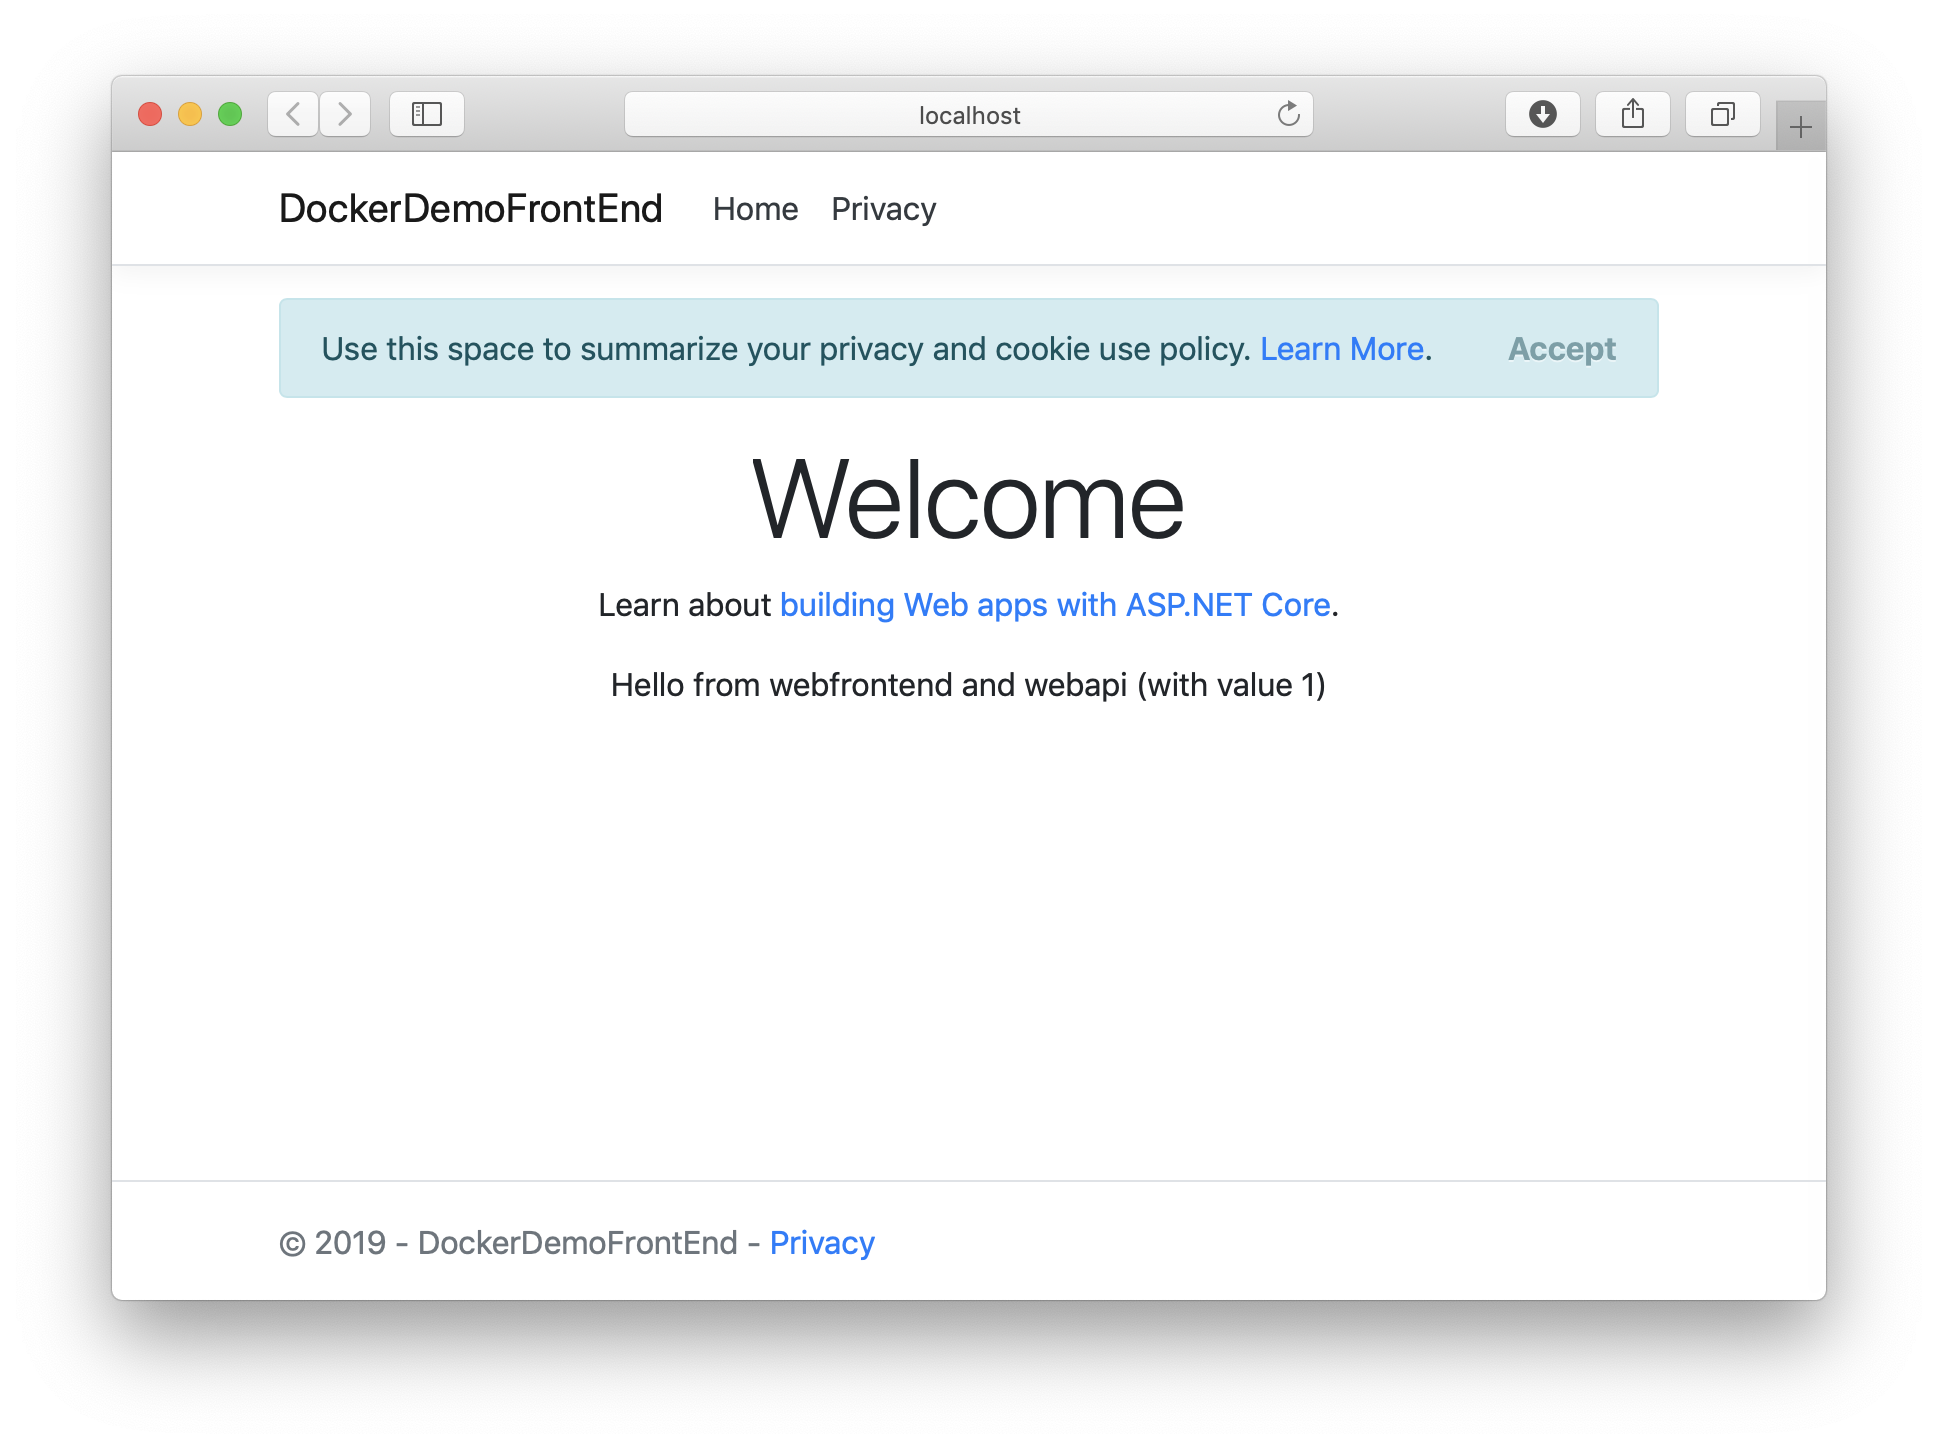 localhost
DockerDemoFrontEnd Home Privacy
Use this space to summarize your privacy and cookie use policy. Learn More. Accept
Welcome
Learn about building Web apps with ASP.NET Core.
Hello from webfrontend and webapi (with value 1)
© 2019 - DockerDemoFrontEnd - Privacy